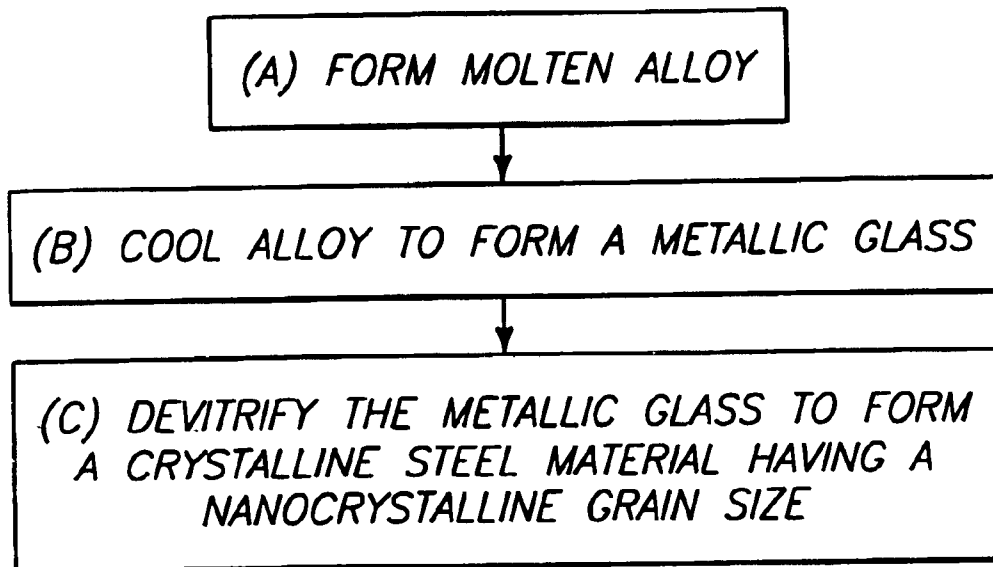 (A) FORM MOLTEN ALLOY
(B) COOL ALLOY TO FORM A METALLIC GLASS
(C) DEVITRIFY THE METALLIC GLASS TO FORM
A CRYSTALLINE STEEL MATERIAL HAVING A
NANOCRYSTALLINE GRAIN SIZE